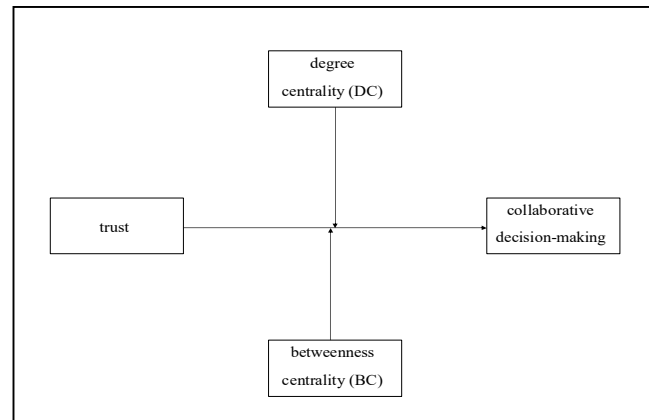 degree
centrality (DC)
trust
collaborative
decision-making
betweenness
centrality (BC)